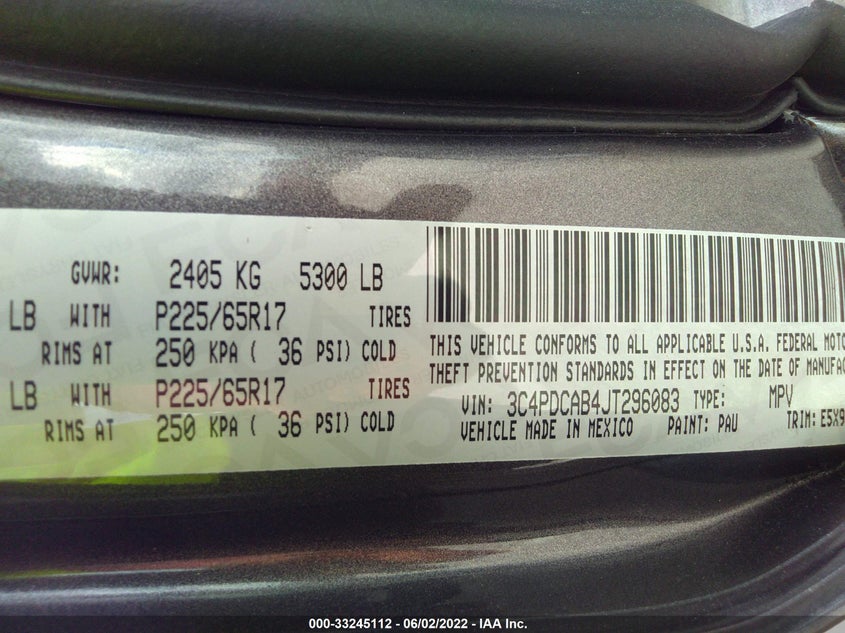 GVWR: 2405 KG 5300 LB
LB WITH P225/65R17 TIRES
RIMS AT 250 KPA ( 36 PSI) COLD
LB WITH P225/65R17 TIRES
RIMS AT 250 KPA ( 36 PSI) COLD
THIS VEHICLE CONFORMS TO ALL APPLICABLE U.S.A. FEDERAL MOTO
THEFT PREVENTION STANDARDS IN EFFECT ON THE DATE OF MANUFAC
VIN: 3C4PDCAB4JT296083 TYPE: MPV
VEHICLE MADE IN MEXICO PAINT: PAU TRIM: E5X9
000-33245112 - 06/02/2022 - IAA Inc.